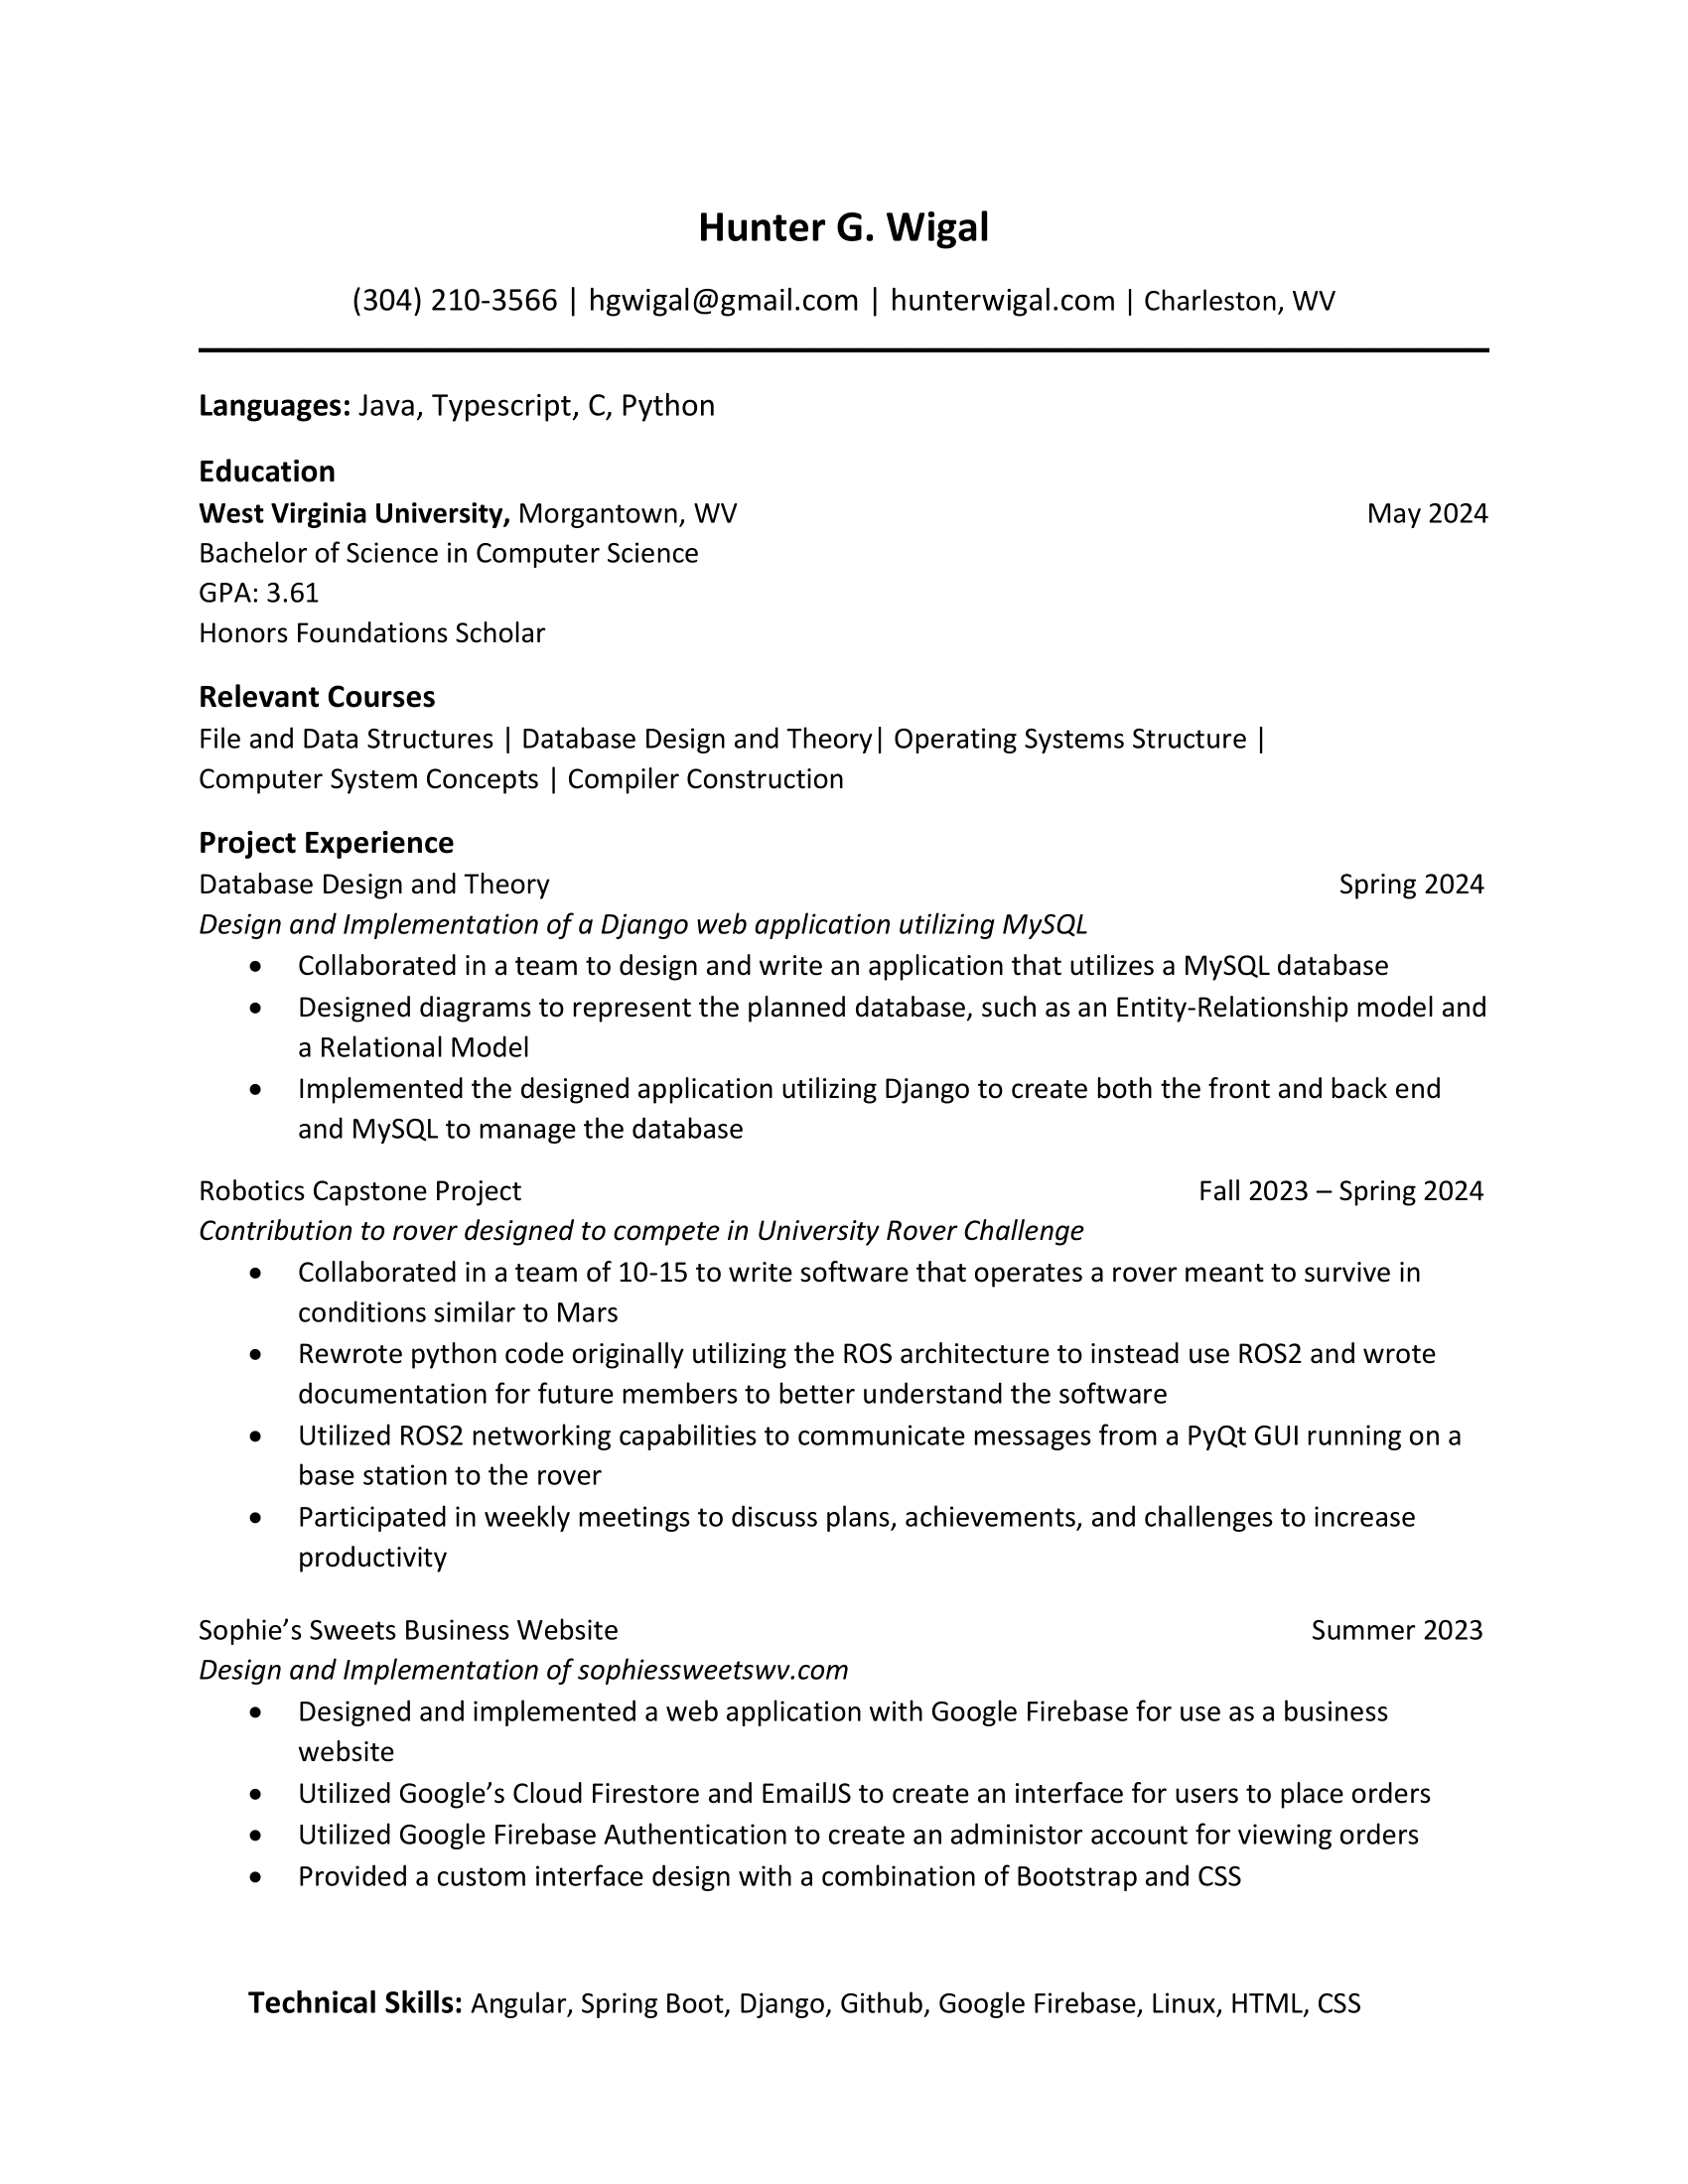 Hunter G. Wigal
(304) 210-3566 | hgwigal@gmail.com | hunterwigal.com | Charleston, WV
Languages: Java, Typescript, C, Python
Education
West Virginia University, Morgantown, WV May 2024
Bachelor of Science in Computer Science
GPA: 3.61
Honors Foundations Scholar
Relevant Courses
File and Data Structures | Database Design and Theory| Operating Systems Structure |
Computer System Concepts | Compiler Construction
Project Experience
Database Design and Theory Spring 2024
Design and Implementation of a Django web application utilizing MySQL
• Collaborated in a team to design and write an application that utilizes a MySQL database
• Designed diagrams to represent the planned database, such as an Entity-Relationship model and
a Relational Model
• Implemented the designed application utilizing Django to create both the front and back end
and MySQL to manage the database
Robotics Capstone Project Fall 2023 – Spring 2024
Contribution to rover designed to compete in University Rover Challenge
• Collaborated in a team of 10-15 to write software that operates a rover meant to survive in
conditions similar to Mars
• Rewrote python code originally utilizing the ROS architecture to instead use ROS2 and wrote
documentation for future members to better understand the software
• Utilized ROS2 networking capabilities to communicate messages from a PyQt GUI running on a
base station to the rover
• Participated in weekly meetings to discuss plans, achievements, and challenges to increase
productivity
Sophie’s Sweets Business Website Summer 2023
Design and Implementation of sophiessweetswv.com
• Designed and implemented a web application with Google Firebase for use as a business
website
• Utilized Google’s Cloud Firestore and EmailJS to create an interface for users to place orders
• Utilized Google Firebase Authentication to create an administor account for viewing orders
• Provided a custom interface design with a combination of Bootstrap and CSS
Technical Skills: Angular, Spring Boot, Django, Github, Google Firebase, Linux, HTML, CSS